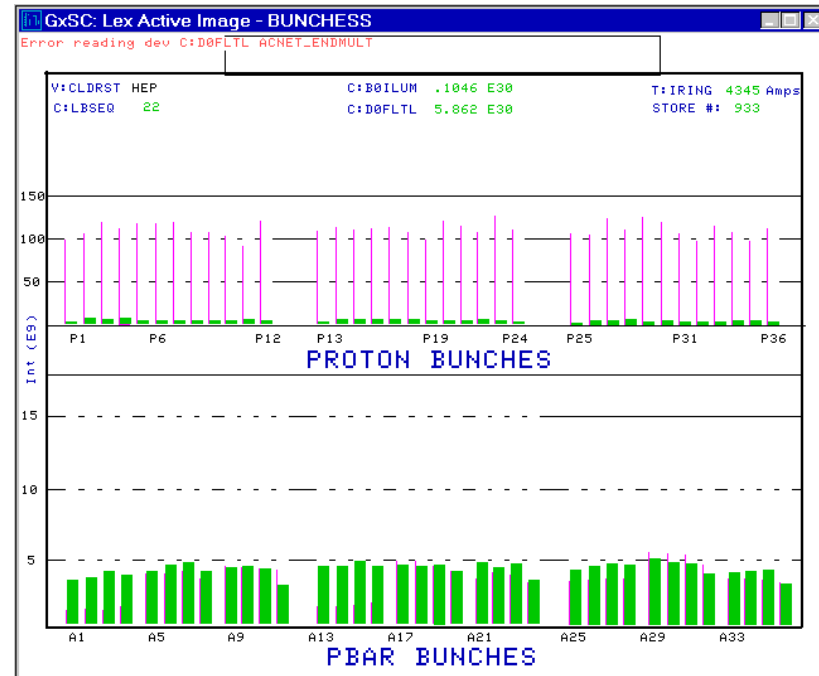 GxSC: Lex Active Image - BUNCHESS
Error reading dev C:D0FLTL ACNET_ENDMULT
V:CLDRST HEP C:B0ILUM .1046 E30 T:IRING 4345 Amps
C:LBSEQ 22 C:D0FLTL 5.862 E30 STORE #: 933
150
100
50
Int (E9)
P1 P6 P12 P13 P19 P24 P25 P31 P36
PROTON BUNCHES
15
10
5
A1 A5 A9 A13 A17 A21 A25 A29 A33
PBAR BUNCHES